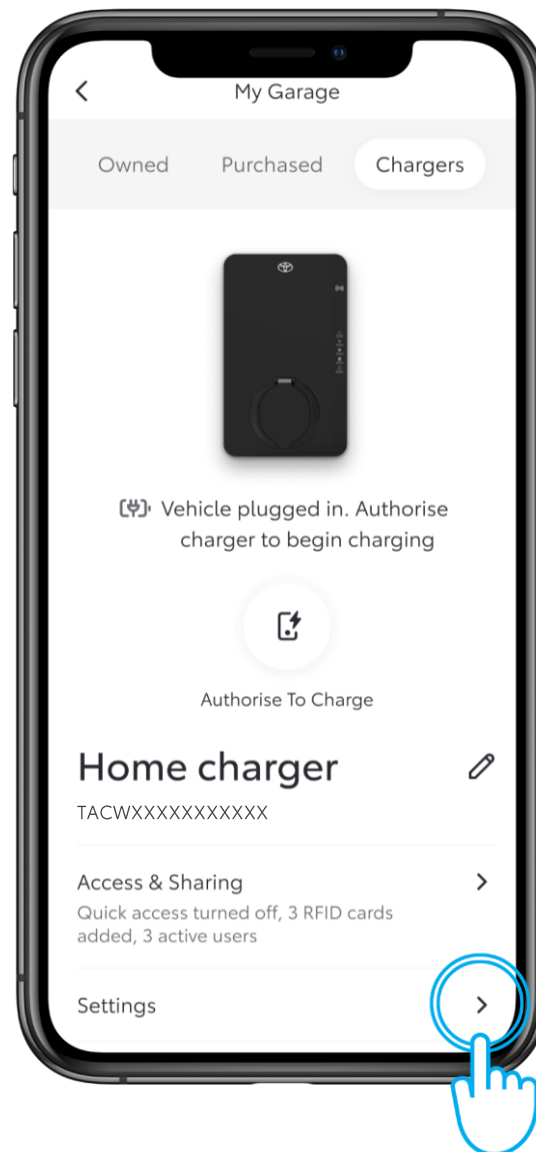 My Garage
Owned Purchased Chargers
Vehicle plugged in. Authorise
charger to begin charging
Authorise To Charge
Home charger
TACWXXXXXXXXXXX
Access & Sharing
Quick access turned off, 3 RFID cards
added, 3 active users
Settings